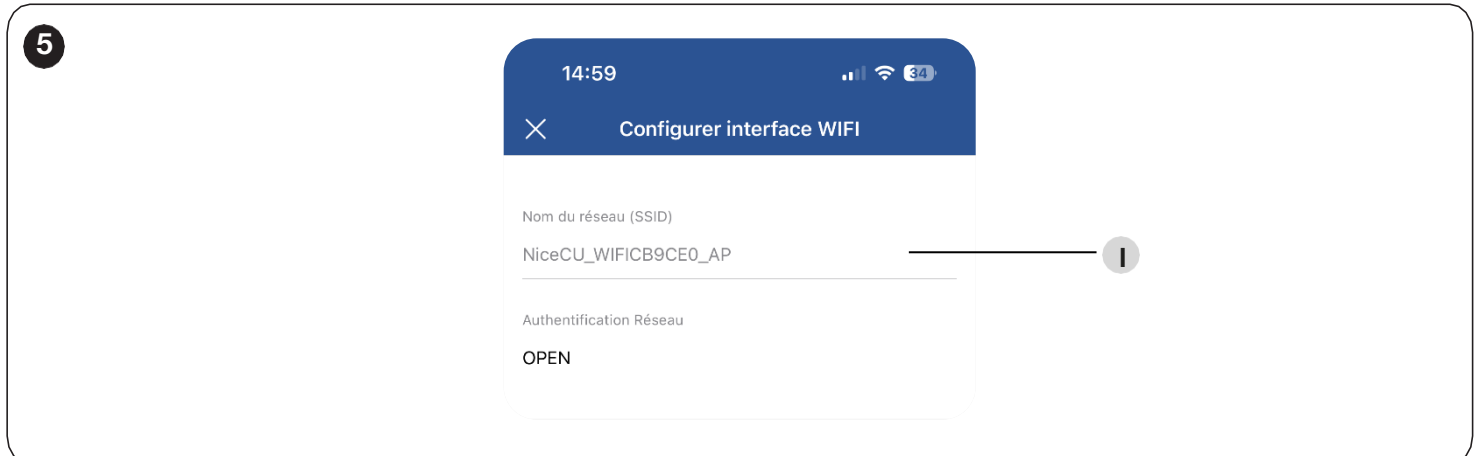 5
14:59
34
Configurer interface WIFI
Nom du réseau (SSID)
NiceCU_WIFICB9CE0_AP
I
Authentification Réseau
OPEN